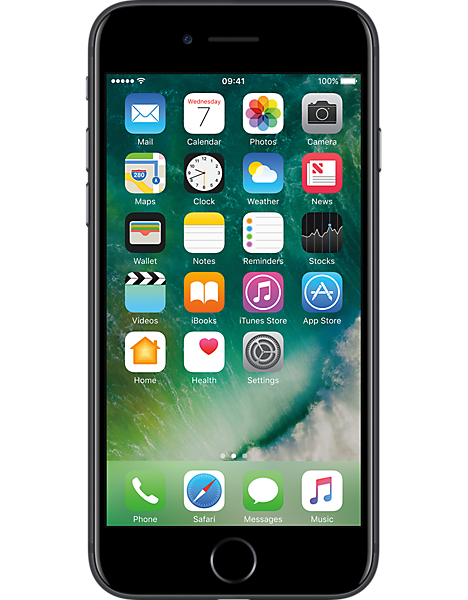 09:41 100%
Wednesday
7
Mail Calendar Photos Camera
280
Maps Clock Weather News
Wallet Notes Reminders Stocks
Videos iBooks iTunes Store App Store
Home Health Settings
Phone Safari Messages Music